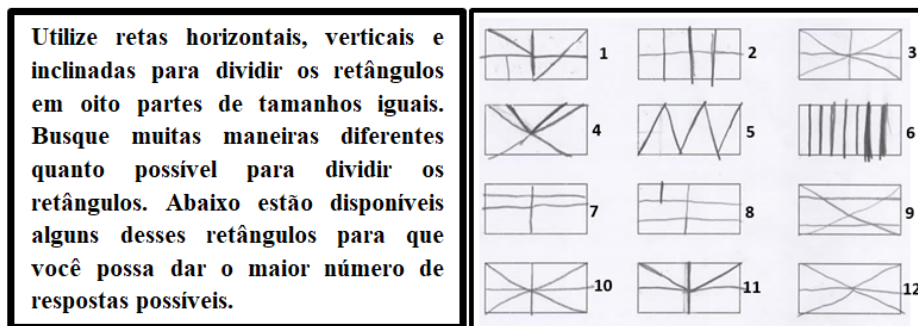 Utilize retas horizontais, verticais e
inclinadas para dividir os retângulos
em oito partes de tamanhos iguais.
Busque muitas maneiras diferentes
quanto possível para dividir os
retângulos. Abaixo estão disponíveis
alguns desses retângulos para que
você possa dar o maior número de
respostas possíveis.
1 2 3
4 5 6
7 8 9
10 11 12